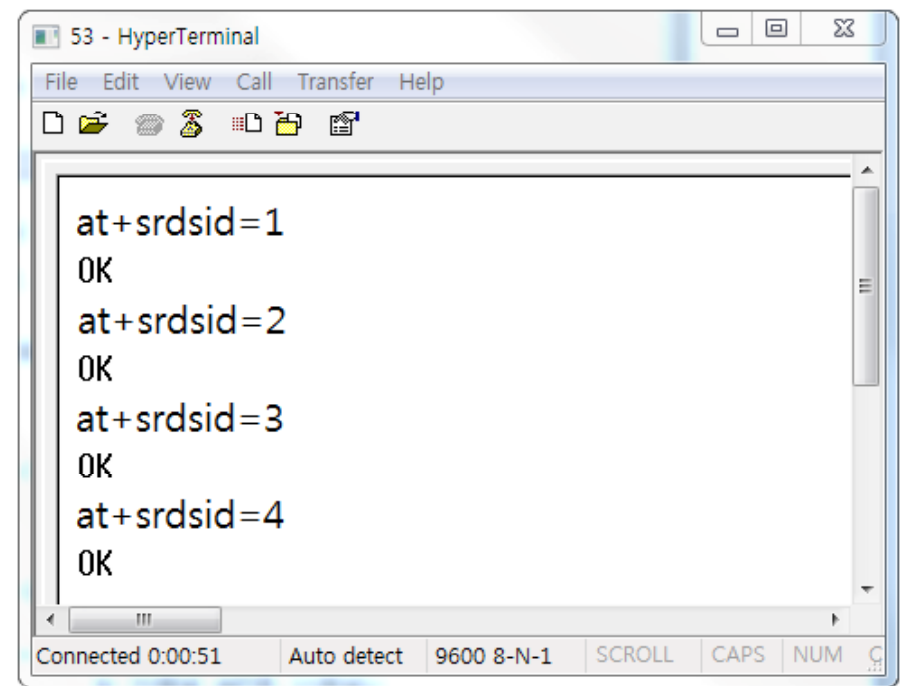 53 - HyperTerminal
File Edit View Call Transfer Help
at+srdsid=1
OK
at+srdsid=2
OK
at+srdsid=3
OK
at+srdsid=4
OK
Connected 0:00:51 Auto detect 9600 8-N-1 SCROLL CAPS NUM